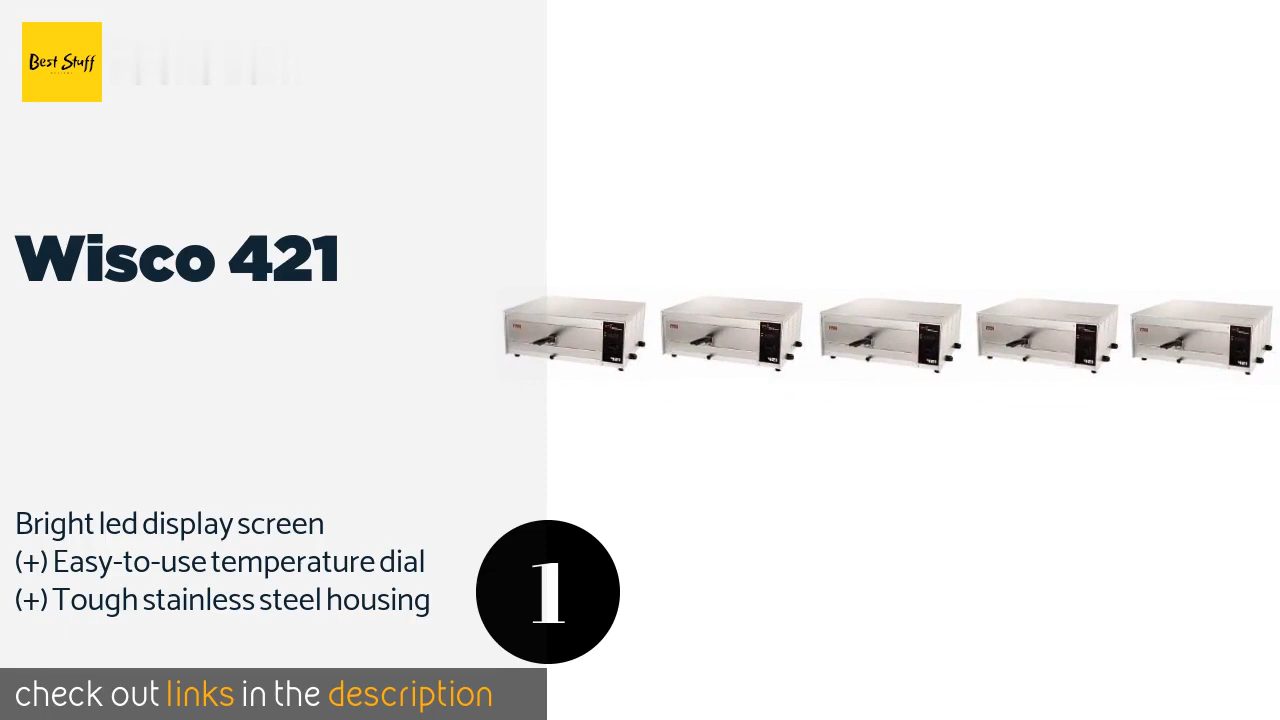 Best Stuff
Wisco 421
Bright led display screen
(+) Easy-to-use temperature dial
(+) Tough stainless steel housing
1
check out links in the description